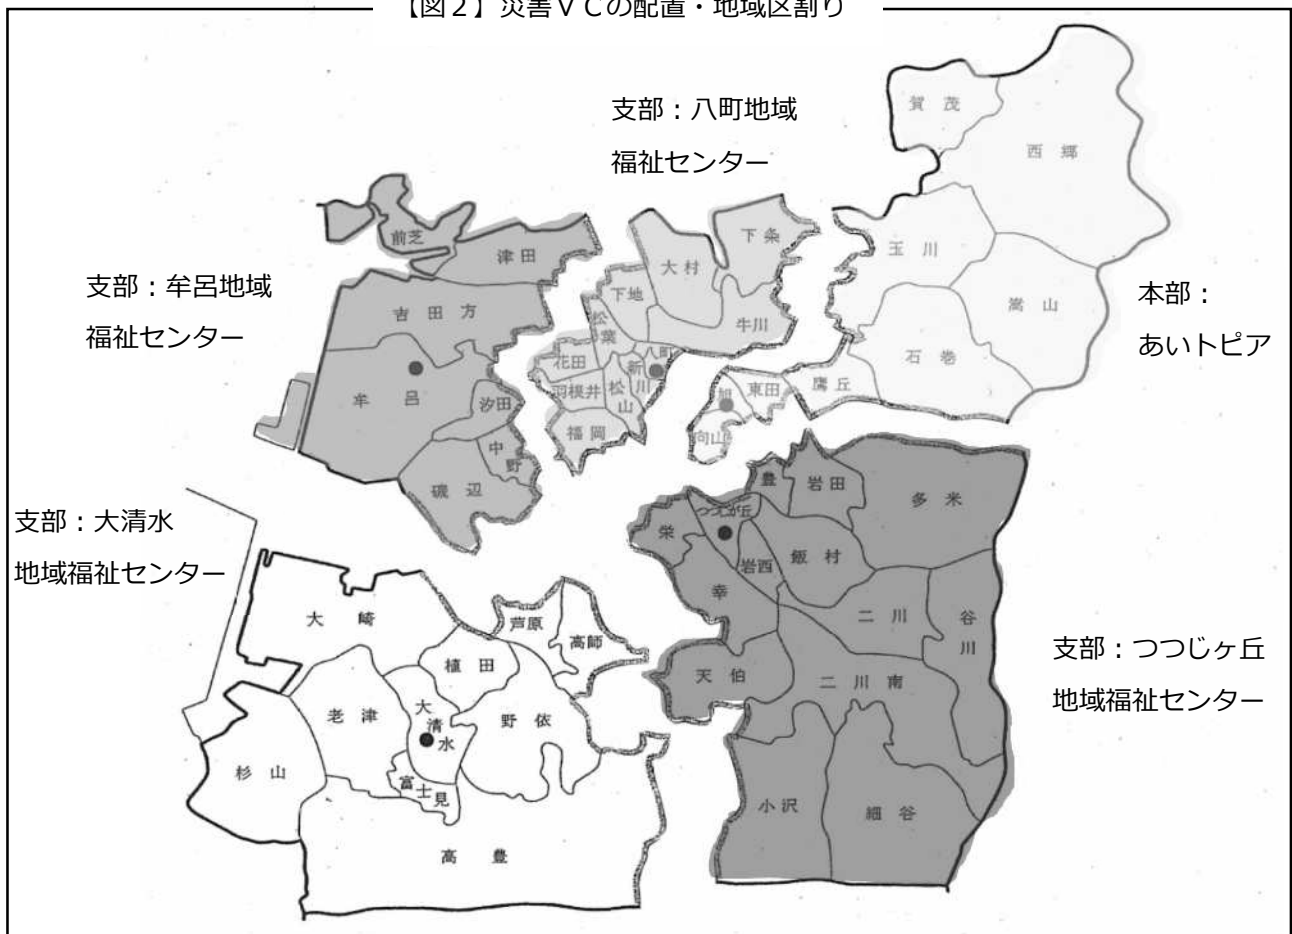 【図２】災害ＶＣの配置・地域区割り
支部：八町地域
福祉センター
賀茂
西郷
玉川
嵩山
石巻
鷹丘
東田
旭
向山
本部：
あいトピア
下条
大村
下地
牛川
松葉
花田
八町
新川
羽根井
松山
福岡
前芝
津田
支部：牟呂地域
福祉センター
吉田方
牟呂
汐田
中野
磯辺
支部：大清水
地域福祉センター
大崎
芦原
高師
植田
老津
大清水
野依
杉山
富士見
高豊
豊
岩田
多米
つつじが丘
栄
岩西
飯村
幸
二川
谷川
天伯
二川南
小沢
細谷
支部：つつじヶ丘
地域福祉センター